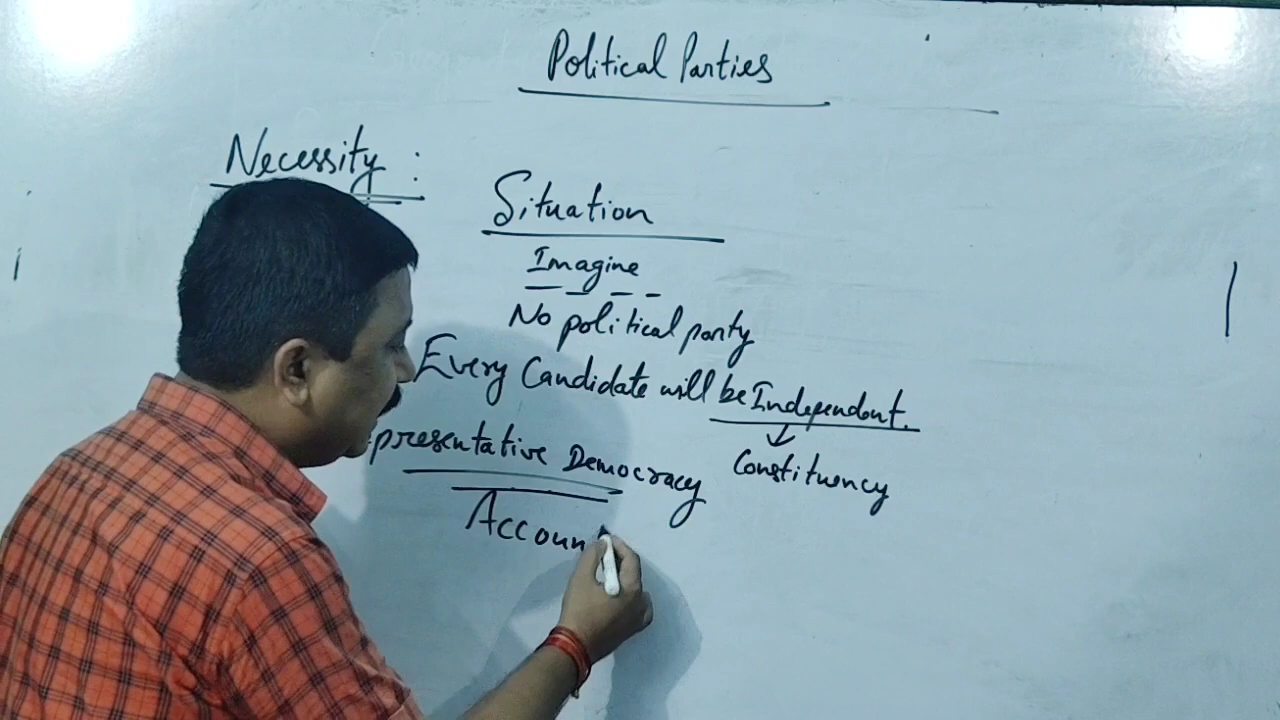 Political Parties
Necessity :
Situation
Imagine
No political party
Every Candidate will be Independent.
presentative Democracy
Constituency
Accoun